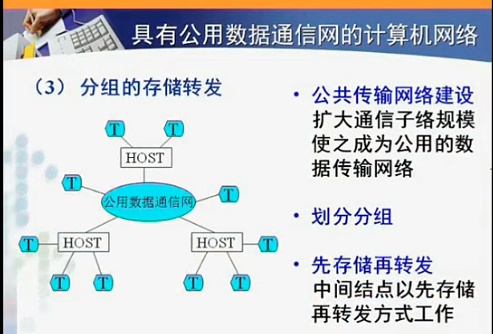 具有公用数据通信网的计算机网络
（3）分组的存储转发
T
T
HOST
T
T
公用数据通信网
T
HOST
HOST
T
T
T
T
T
• 公共传输网络建设
扩大通信子络规模
使之成为公用的数
据传输网络
• 划分分组
• 先存储再转发
中间结点以先存储
再转发方式工作